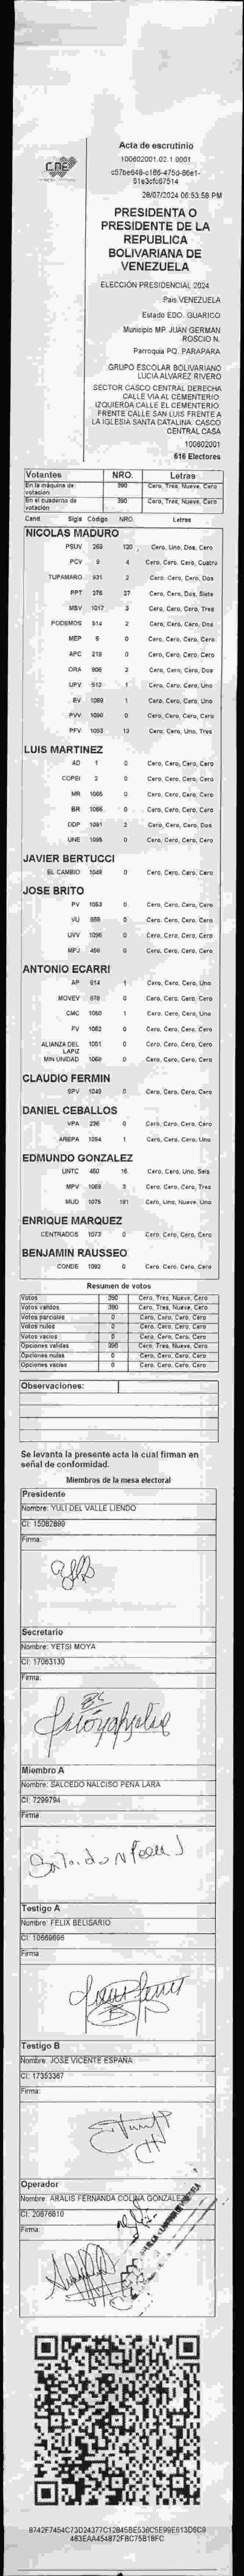 CNE
Acta de escrutinio
100602001.02.1.0001
28/07/2024 06:53:58 PM
PRESIDENTA O
PRESIDENTE DE LA
REPUBLICA
BOLIVARIANA DE
VENEZUELA
ELECCIÓN PRESIDENCIAL 2024
Pais VENEZUELA
Estado EDO. GUARICO
Municipio MP. JUAN GERMAN
ROSCIO N.
Parroquia PQ. PARAPARA
GRUPO ESCOLAR BOLIVARIANO
LUCIA ALVAREZ RIVERO
SECTOR CASCO CENTRAL DERECHA
CALLE VIA AL CEMENTERIO.
IZQUIERDA CALLE EL CEMENTERIO.
FRENTE CALLE SAN LUIS FRENTE A
LA IGLESIA SANTA CATALINA. CASCO
CENTRAL CASA
100602001
616 Electores
Votantes NRO. Letras
En la máquina de votación 390 Cero, Tres, Nueve, Cero
En el cuaderno de votación 390 Cero, Tres, Nueve, Cero
Cand Sigla Código NRO. Letras
NICOLAS MADURO
PSUV 269 120 Cero, Uno, Dos, Cero
PCV 9 4 Cero, Cero, Cero, Cuatro
TUPAMARO 931 2 Cero, Cero, Cero, Dos
PPT 276 27 Cero, Cero, Dos, Siete
MSV 1017 3 Cero, Cero, Cero, Tres
PODEMOS 514 2 Cero, Cero, Cero, Dos
MEP 6 0 Cero, Cero, Cero, Cero
APC 219 0 Cero, Cero, Cero, Cero
ORA 906 2 Cero, Cero, Cero, Dos
UPV 512 1 Cero, Cero, Cero, Uno
EV 1089 1 Cero, Cero, Cero, Uno
PVV 1090 0 Cero, Cero, Cero, Cero
PFV 1093 13 Cero, Cero, Uno, Tres
LUIS MARTINEZ
AD 1 0 Cero, Cero, Cero, Cero
COPEI 2 0 Cero, Cero, Cero, Cero
MR 1065 0 Cero, Cero, Cero, Cero
BR 1066 0 Cero, Cero, Cero, Cero
DDP 1091 2 Cero, Cero, Cero, Dos
UNE 1095 0 Cero, Cero, Cero, Cero
JAVIER BERTUCCI
EL CAMBIO 1048 0 Cero, Cero, Cero, Cero
JOSE BRITO
PV 1053 0 Cero, Cero, Cero, Cero
VU 868 0 Cero, Cero, Cero, Cero
UVV 1096 0 Cero, Cero, Cero, Cero
MPJ 459 0 Cero, Cero, Cero, Cero
ANTONIO ECARRI
AP 914 1 Cero, Cero, Cero, Uno
MOVEV 878 0 Cero, Cero, Cero, Cero
CMC 1060 1 Cero, Cero, Cero, Uno
FV 1082 0 Cero, Cero, Cero, Cero
ALIANZA DEL LAPIZ 1051 0 Cero, Cero, Cero, Cero
MIN UNIDAD 1068 0 Cero, Cero, Cero, Cero
CLAUDIO FERMIN
SPV 1049 0 Cero, Cero, Cero, Cero
DANIEL CEBALLOS
VPA 236 0 Cero, Cero, Cero, Cero
AREPA 1094 1 Cero, Cero, Cero, Uno
EDMUNDO GONZALEZ
UNTC 460 16 Cero, Cero, Uno, Seis
MPV 1069 3 Cero, Cero, Cero, Tres
MUD 1075 191 Cero, Uno, Nueve, Uno
ENRIQUE MARQUEZ
CENTRADOS 1073 0 Cero, Cero, Cero, Cero
BENJAMIN RAUSSEO
CONDE 1092 0 Cero, Cero, Cero, Cero
Resumen de votos
Votos 390 Cero, Tres, Nueve, Cero
Votos validos 390 Cero, Tres, Nueve, Cero
Votos parciales 0 Cero, Cero, Cero, Cero
Votos nulos 0 Cero, Cero, Cero, Cero
Votos vacios 0 Cero, Cero, Cero, Cero
Opciones validas 390 Cero, Tres, Nueve, Cero
Opciones nulas 0 Cero, Cero, Cero, Cero
Opciones vacias 0 Cero, Cero, Cero, Cero
Observaciones:
Se levanta la presente acta la cual firman en
señal de conformidad.
Miembros de la mesa electoral
Presidente
Nombre: YULI DEL VALLE LIENDO
CI: 15082899
Firma:
Secretario
Nombre: YETSI MOYA
CI: 17063130
Firma:
Miembro A
Nombre: SALCEDO NALCISO PEÑA LARA
CI: 7299794
Firma:
Testigo A
Nombre: FELIX BELISARIO
CI: 10669696
Firma:
Testigo B
Nombre: JOSE VICENTE ESPAÑA
CI: 17353367
Firma:
Operador
Nombre: ARALIS FERNANDA COLINA GONZALEZ
CI: 20876810
Firma: